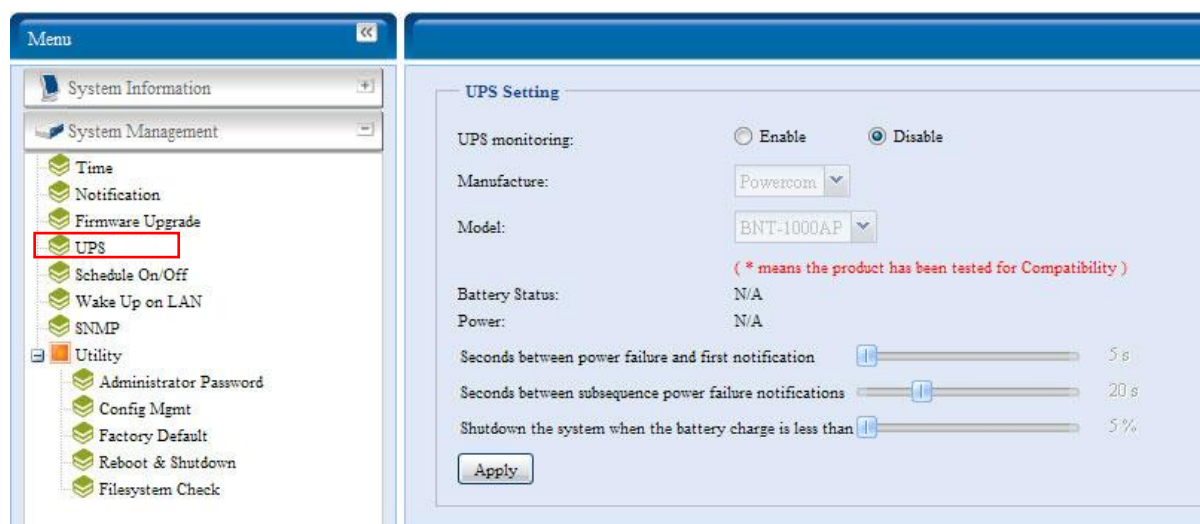 Menu
System Information
System Management
Time
Notification
Firmware Upgrade
UPS
Schedule On/Off
Wake Up on LAN
SNMP
Utility
Administrator Password
Config Mgmt
Factory Default
Reboot & Shutdown
Filesystem Check
UPS Setting
UPS monitoring: Enable Disable
Manufacture: Powercom
Model: BNT-1000AP
( * means the product has been tested for Compatibility )
Battery Status: N/A
Power: N/A
Seconds between power failure and first notification 5 s
Seconds between subsequence power failure notifications 20 s
Shutdown the system when the battery charge is less than 5 %
Apply